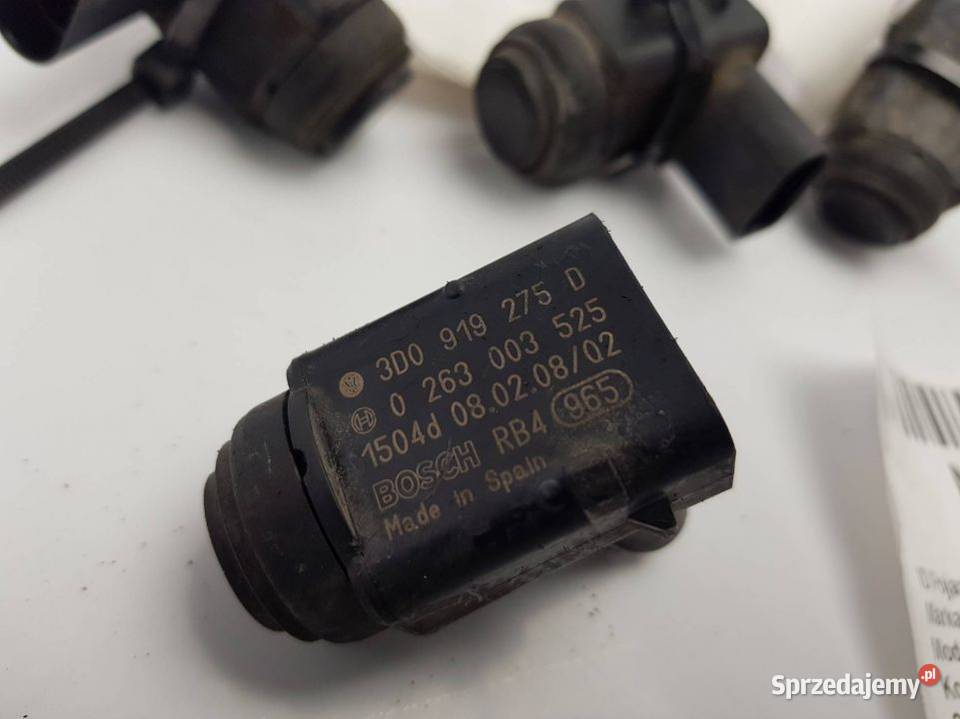 3D0 919 275 D
0 263 003 525
1504d 08.02.08/02
BOSCH RB4 965
Made in Spain
Marka
Sprzedajemy.pl